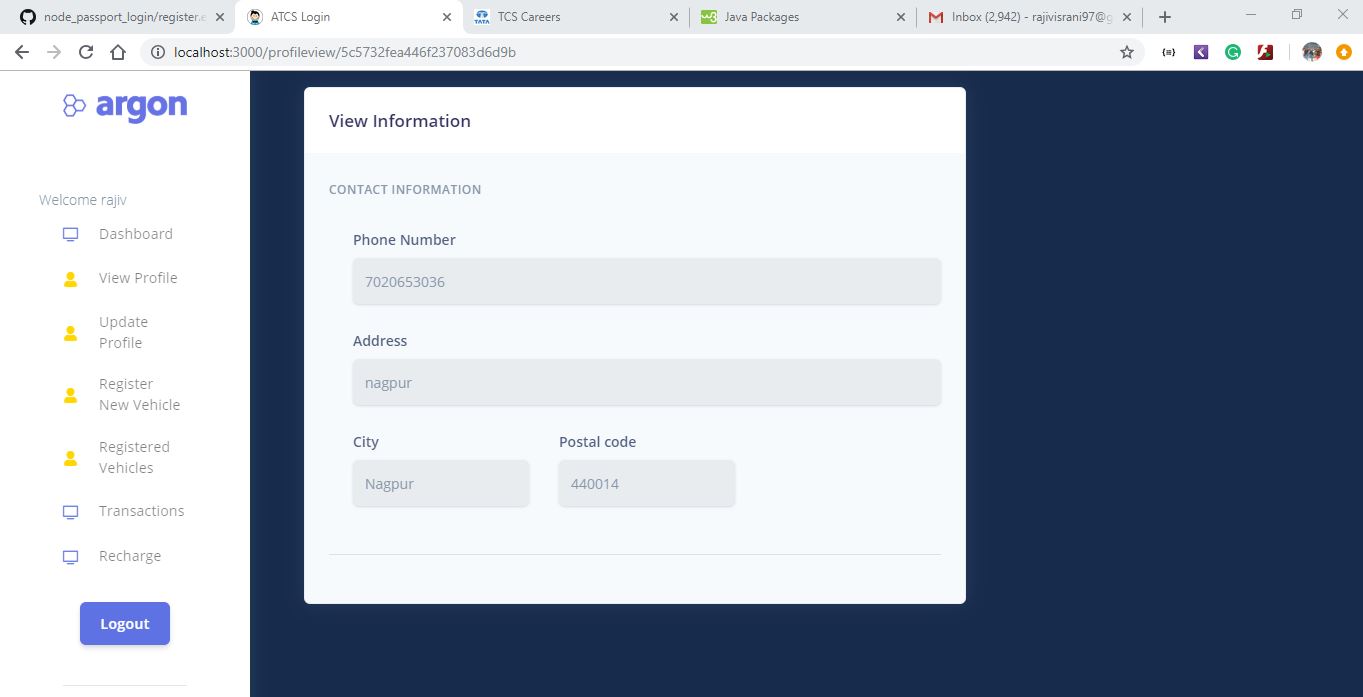 node_passport_login/register.e
ATCS Login
TCS Careers
Java Packages
Inbox (2,942) - rajivisrani97@g
localhost:3000/profileview/5c5732fea446f237083d6d9b
argon
Welcome rajiv
Dashboard
View Profile
Update
Profile
Register
New Vehicle
Registered
Vehicles
Transactions
Recharge
Logout
View Information
CONTACT INFORMATION
Phone Number
7020653036
Address
nagpur
City
Postal code
Nagpur
440014